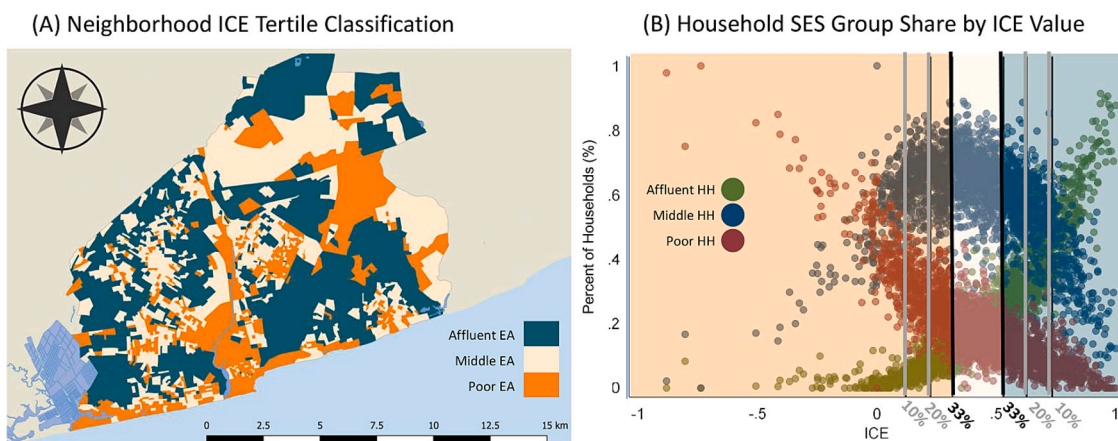 (A) Neighborhood ICE Tertile Classification
Affluent EA
Middle EA
Poor EA
0 2.5 5 7.5 10 12.5 15 km
(B) Household SES Group Share by ICE Value
Percent of Households (%)
1
.8
.6
.4
.2
0
Affluent HH
Middle HH
Poor HH
-1 -.5 0 .5 1
10% 20% 33% 33% 20% 10%
ICE